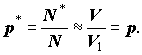 p* = N*/N ≈ V/V₁ = p.